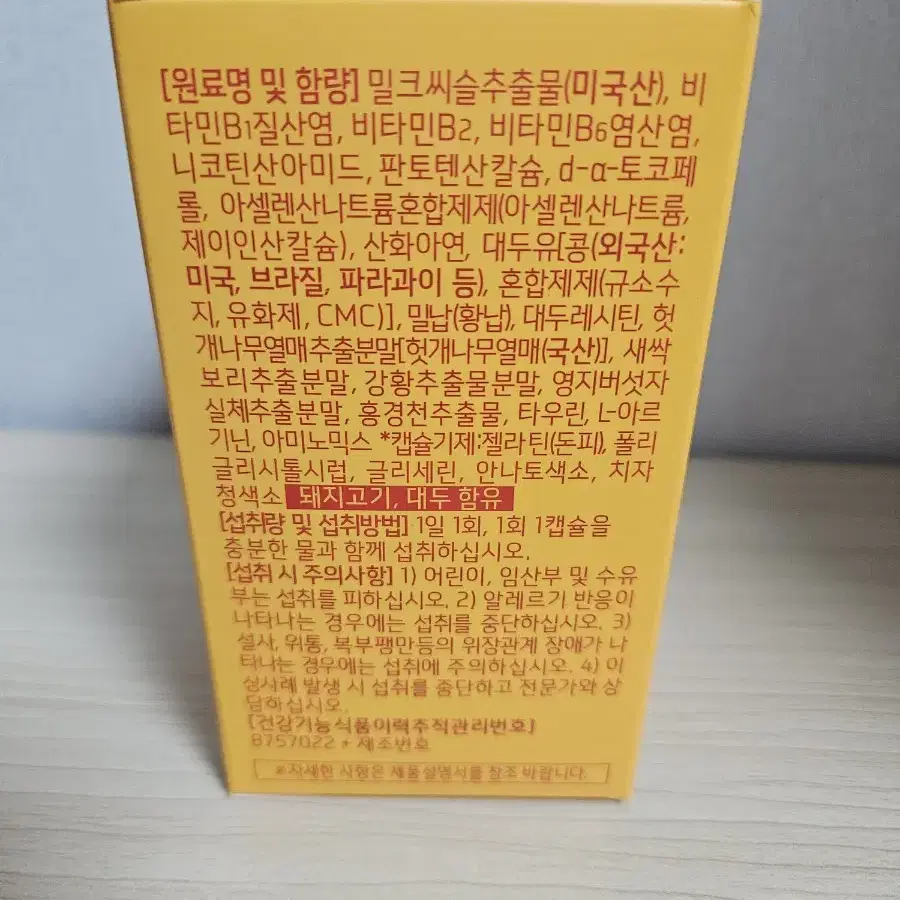 [원료명 및 함량] 밀크씨슬추출물(미국산), 비
타민B1질산염, 비타민B2, 비타민B6염산염,
니코틴산아미드, 판토텐산칼슘, d-α-토코페
롤, 아셀렌산나트륨혼합제제(아셀렌산나트륨,
제이인산칼슘), 산화아연, 대두유[콩(외국산:
미국, 브라질, 파라과이 등), 혼합제제(규소수
지, 유화제, CMC)], 밀납(황납), 대두레시틴, 헛
개나무열매추출분말[헛개나무열매(국산)], 새싹
보리추출분말, 강황추출물분말, 영지버섯자
실체추출분말, 홍경천추출물, 타우린, L-아르
기닌, 아미노믹스 *캡슐기제:젤라틴(돈피), 폴리
글리시톨시럽, 글리세린, 안나토색소, 치자
청색소 돼지고기, 대두 함유
[섭취량 및 섭취방법] 1일 1회, 1회 1캡슐을
충분한 물과 함께 섭취하십시오.
[섭취 시 주의사항] 1) 어린이, 임산부 및 수유
부는 섭취를 피하십시오. 2) 알레르기 반응이
나타나는 경우에는 섭취를 중단하십시오. 3)
설사, 위통, 복부팽만등의 위장관계 장애가 나
타나는 경우에는 섭취에 주의하십시오. 4) 이
상사례 발생 시 섭취를 중단하고 전문가와 상
담하십시오.
[건강기능식품이력추적관리번호]
8757022 + 제조번호
※자세한 사항은 제품설명서를 참조 바랍니다.